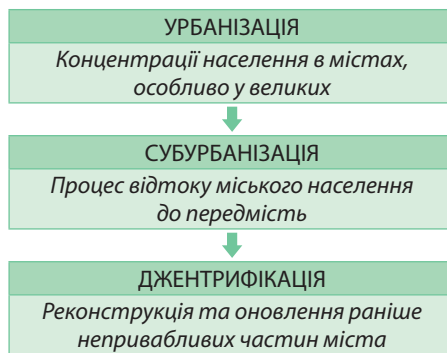 УРБАНІЗАЦІЯ
Концентрації населення в містах,
особливо у великих
СУБУРБАНІЗАЦІЯ
Процес відтоку міського населення
до передмість
ДЖЕНТРИФІКАЦІЯ
Реконструкція та оновлення раніше
непривабливих частин міста